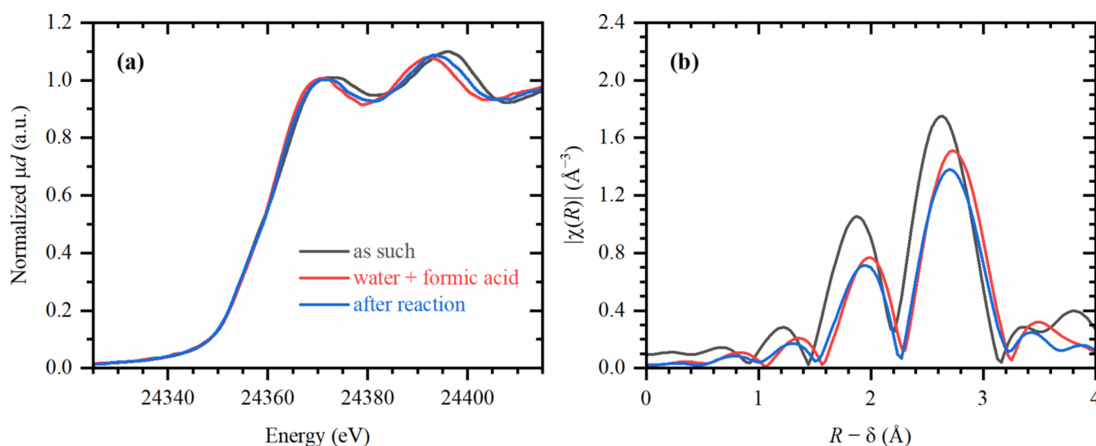 (a)
1.2
1.0
0.8
0.6
0.4
0.2
0.0
Normalized μd (a.u.)
as such
water + formic acid
after reaction
24340 24360 24380 24400
Energy (eV)
(b)
2.4
2.0
1.6
1.2
0.8
0.4
0.0
|χ(R)| (Å⁻³)
0 1 2 3 4
R − δ (Å)